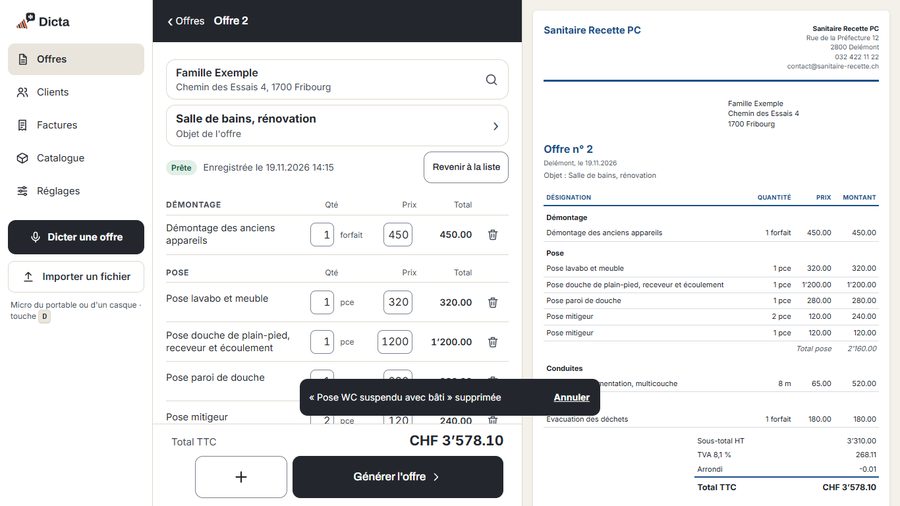 Dicta
Offres
Clients
Factures
Catalogue
Réglages
Dicter une offre
Importer un fichier
Micro du portable ou d'un casque ·
touche D
Offres Offre 2
Famille Exemple
Chemin des Essais 4, 1700 Fribourg
Salle de bains, rénovation
Objet de l'offre
Prête Enregistrée le 19.11.2026 14:15 Revenir à la liste
DÉMONTAGE Qté Prix Total
Démontage des anciens
appareils 1 forfait 450 450.00
POSE Qté Prix Total
Pose lavabo et meuble 1 pce 320 320.00
Pose douche de plain-pied,
receveur et écoulement 1 pce 1200 1'200.00
Pose paroi de douche
« Pose WC suspendu avec bâti » supprimée Annuler
Pose mitigeur 2 pce 120 240.00
Total TTC CHF 3'578.10
+ Générer l'offre
Sanitaire Recette PC
Sanitaire Recette PC
Rue de la Préfecture 12
2800 Delémont
032 422 11 22
contact@sanitaire-recette.ch
Famille Exemple
Chemin des Essais 4
1700 Fribourg
Offre n° 2
Delémont, le 19.11.2026
Objet : Salle de bains, rénovation
DÉSIGNATION QUANTITÉ PRIX MONTANT
Démontage
Démontage des anciens appareils 1 forfait 450.00 450.00
Pose
Pose lavabo et meuble 1 pce 320.00 320.00
Pose douche de plain-pied, receveur et écoulement 1 pce 1'200.00 1'200.00
Pose paroi de douche 1 pce 280.00 280.00
Pose mitigeur 2 pce 120.00 240.00
Pose mitigeur 1 pce 120.00 120.00
Total pose 2'160.00
Conduites
multicouche 8 m 65.00 520.00
Evacuation des déchets 1 forfait 180.00 180.00
Sous-total HT 3'310.00
TVA 8,1 % 268.11
Arrondi -0.01
Total TTC CHF 3'578.10